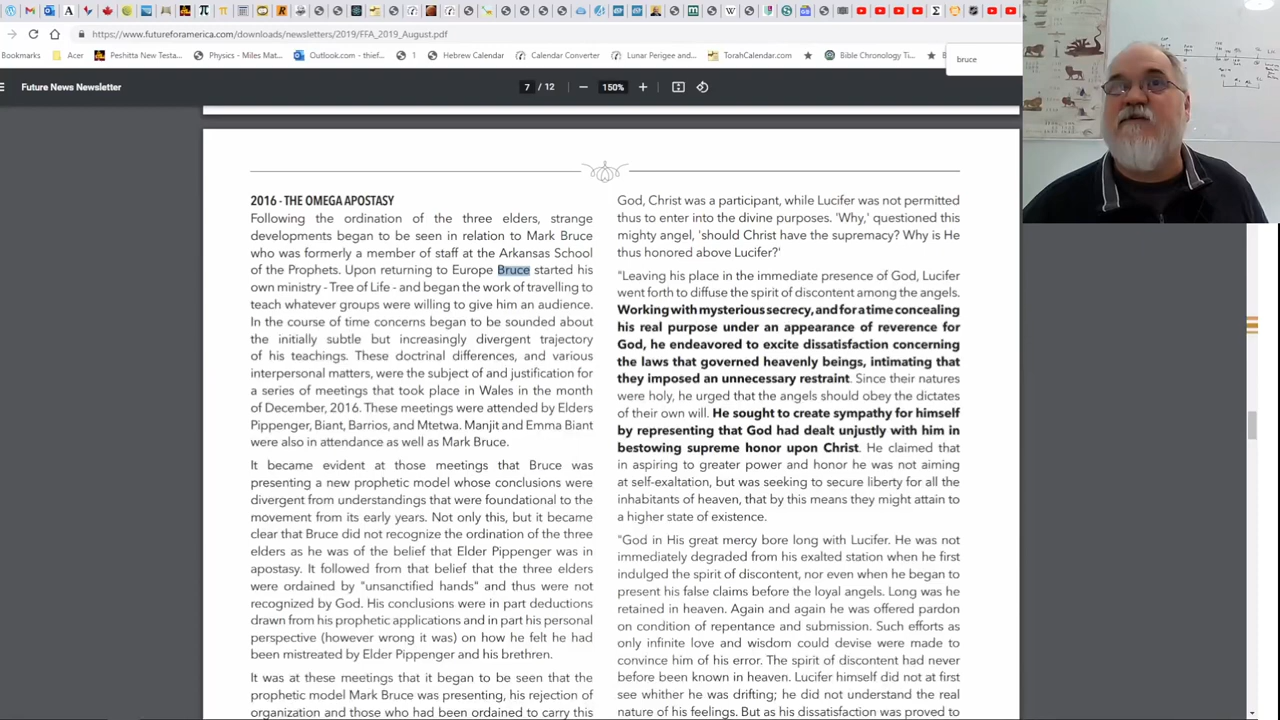 https://www.futureforamerica.com/downloads/newsletters/2019/FFA_2019_August.pdf
Bookmarks
Acer
Peshitta New Testa...
Physics - Miles Mat...
Outlook.com - thief...
1
Hebrew Calendar
Calendar Converter
Lunar Perigee and...
TorahCalendar.com
Bible Chronology Ti...
bruce
Future News Newsletter
7 / 12
150%
2016 - THE OMEGA APOSTASY
Following the ordination of the three elders, strange
developments began to be seen in relation to Mark Bruce
who was formerly a member of staff at the Arkansas School
of the Prophets. Upon returning to Europe Bruce started his
own ministry - Tree of Life - and began the work of travelling to
teach whatever groups were willing to give him an audience.
In the course of time concerns began to be sounded about
the initially subtle but increasingly divergent trajectory
of his teachings. These doctrinal differences, and various
interpersonal matters, were the subject of and justification for
a series of meetings that took place in Wales in the month
of December, 2016. These meetings were attended by Elders
Pippenger, Biant, Barrios, and Mtetwa. Manjit and Emma Biant
were also in attendance as well as Mark Bruce.
It became evident at those meetings that Bruce was
presenting a new prophetic model whose conclusions were
divergent from understandings that were foundational to the
movement from its early years. Not only this, but it became
clear that Bruce did not recognize the ordination of the three
elders as he was of the belief that Elder Pippenger was in
apostasy. It followed from that belief that the three elders
were ordained by "unsanctified hands" and thus were not
recognized by God. His conclusions were in part deductions
drawn from his prophetic applications and in part his personal
perspective (however wrong it was) on how he felt he had
been mistreated by Elder Pippenger and his brethren.
It was at these meetings that it began to be seen that the
prophetic model Mark Bruce was presenting, his rejection of
organization and those who had been ordained to carry this
God, Christ was a participant, while Lucifer was not permitted
thus to enter into the divine purposes. 'Why,' questioned this
mighty angel, 'should Christ have the supremacy? Why is He
thus honored above Lucifer?'
"Leaving his place in the immediate presence of God, Lucifer
went forth to diffuse the spirit of discontent among the angels.
Working with mysterious secrecy, and for a time concealing
his real purpose under an appearance of reverence for
God, he endeavored to excite dissatisfaction concerning
the laws that governed heavenly beings, intimating that
they imposed an unnecessary restraint. Since their natures
were holy, he urged that the angels should obey the dictates
of their own will. He sought to create sympathy for himself
by representing that God had dealt unjustly with him in
bestowing supreme honor upon Christ. He claimed that
in aspiring to greater power and honor he was not aiming
at self-exaltation, but was seeking to secure liberty for all the
inhabitants of heaven, that by this means they might attain to
a higher state of existence.
"God in His great mercy bore long with Lucifer. He was not
immediately degraded from his exalted station when he first
indulged the spirit of discontent, nor even when he began to
present his false claims before the loyal angels. Long was he
retained in heaven. Again and again he was offered pardon
on condition of repentance and submission. Such efforts as
only infinite love and wisdom could devise were made to
convince him of his error. The spirit of discontent had never
before been known in heaven. Lucifer himself did not at first
see whither he was drifting; he did not understand the real
nature of his feelings. But as his dissatisfaction was proved to